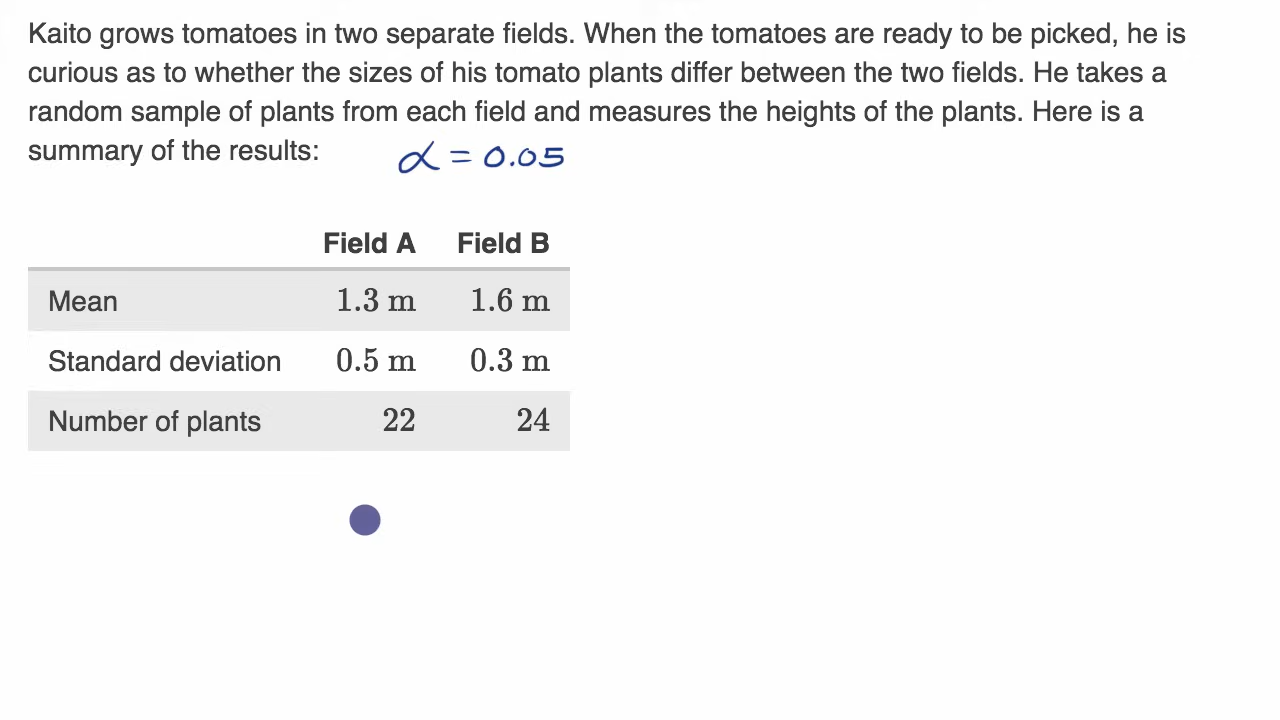 Kaito grows tomatoes in two separate fields. When the tomatoes are ready to be picked, he is
curious as to whether the sizes of his tomato plants differ between the two fields. He takes a
random sample of plants from each field and measures the heights of the plants. Here is a
summary of the results: α = 0.05
Field A Field B
Mean 1.3 m 1.6 m
Standard deviation 0.5 m 0.3 m
Number of plants 22 24